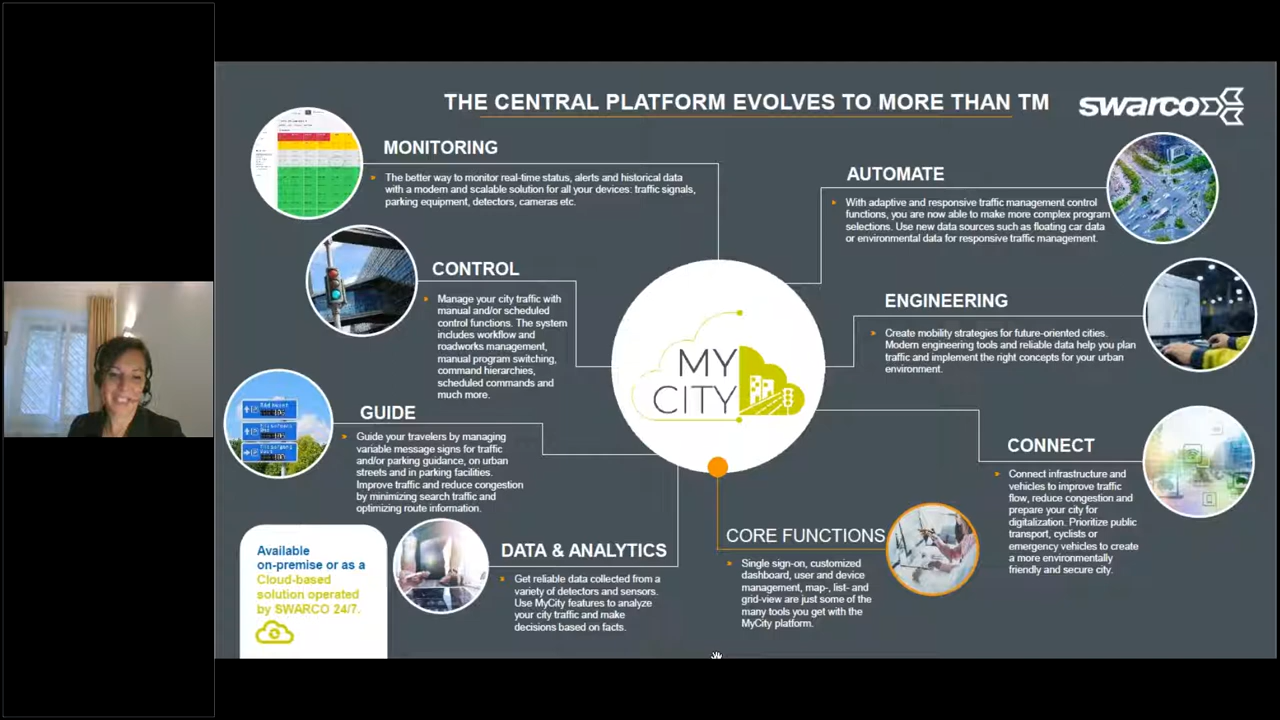 THE CENTRAL PLATFORM EVOLVES TO MORE THAN TM
swarco
MONITORING
The better way to monitor real-time status, alerts and historical data
with a modern and scalable solution for all your devices: traffic signals,
parking equipment, detectors, cameras etc.
CONTROL
Manage your city traffic with
manual and/or scheduled
control functions. The system
includes workflow and
roadworks management,
manual program switching,
command hierarchies,
scheduled commands and
much more.
GUIDE
Guide your travelers by managing
variable message signs for traffic
and/or parking guidance, on urban
streets and in parking facilities.
Improve traffic and reduce congestion
by minimizing search traffic and
optimizing route information.
Available
on-premise or as a
Cloud-based
solution operated
by SWARCO 24/7.
DATA & ANALYTICS
Get reliable data collected from a
variety of detectors and sensors.
Use MyCity features to analyze
your city traffic and make
decisions based on facts.
MY
CITY
CORE FUNCTIONS
Single sign-on, customized
dashboard, user and device
management, map-, list- and
grid-view are just some of the
many tools you get with the
MyCity platform.
AUTOMATE
With adaptive and responsive traffic management control
functions, you are now able to make more complex program
selections. Use new data sources such as floating car data
or environmental data for responsive traffic management.
ENGINEERING
Create mobility strategies for future-oriented cities.
Modern engineering tools and reliable data help you plan
traffic and implement the right concepts for your urban
environment.
CONNECT
Connect infrastructure and
vehicles to improve traffic
flow, reduce congestion and
prepare your city for
digitalization. Prioritize public
transport, cyclists or
emergency vehicles to create
a more environmentally
friendly and secure city.